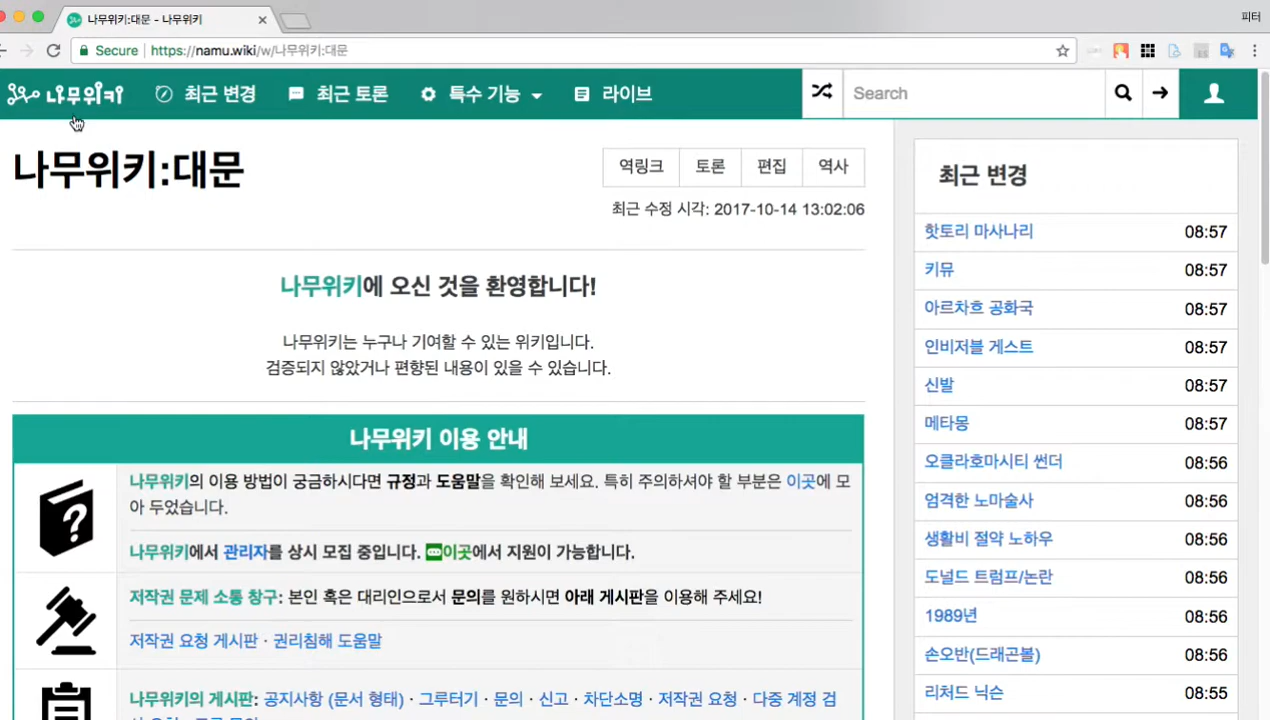 나무위키:대문 - 나무위키
피터
Secure https://namu.wiki/w/나무위키:대문
나무위키 최근 변경 최근 토론 특수 기능 라이브 Search
나무위키:대문
역링크 토론 편집 역사
최근 수정 시각: 2017-10-14 13:02:06
나무위키에 오신 것을 환영합니다!
나무위키는 누구나 기여할 수 있는 위키입니다.
검증되지 않았거나 편향된 내용이 있을 수 있습니다.
나무위키 이용 안내
나무위키의 이용 방법이 궁금하시다면 규정과 도움말을 확인해 보세요. 특히 주의하셔야 할 부분은 이곳에 모
아 두었습니다.
나무위키에서 관리자를 상시 모집 중입니다. 이곳에서 지원이 가능합니다.
저작권 문제 소통 창구: 본인 혹은 대리인으로서 문의를 원하시면 아래 게시판을 이용해 주세요!
저작권 요청 게시판 · 권리침해 도움말
나무위키의 게시판: 공지사항 (문서 형태) · 그루터기 · 문의 · 신고 · 차단소명 · 저작권 요청 · 다중 계정 검
최근 변경
핫토리 마사나리 08:57
키뮤 08:57
아르차흐 공화국 08:57
인비저블 게스트 08:57
신발 08:57
메타몽 08:57
오클라호마시티 썬더 08:56
엄격한 노마술사 08:56
생활비 절약 노하우 08:56
도널드 트럼프/논란 08:56
1989년 08:56
손오반(드래곤볼) 08:56
리처드 닉슨 08:55